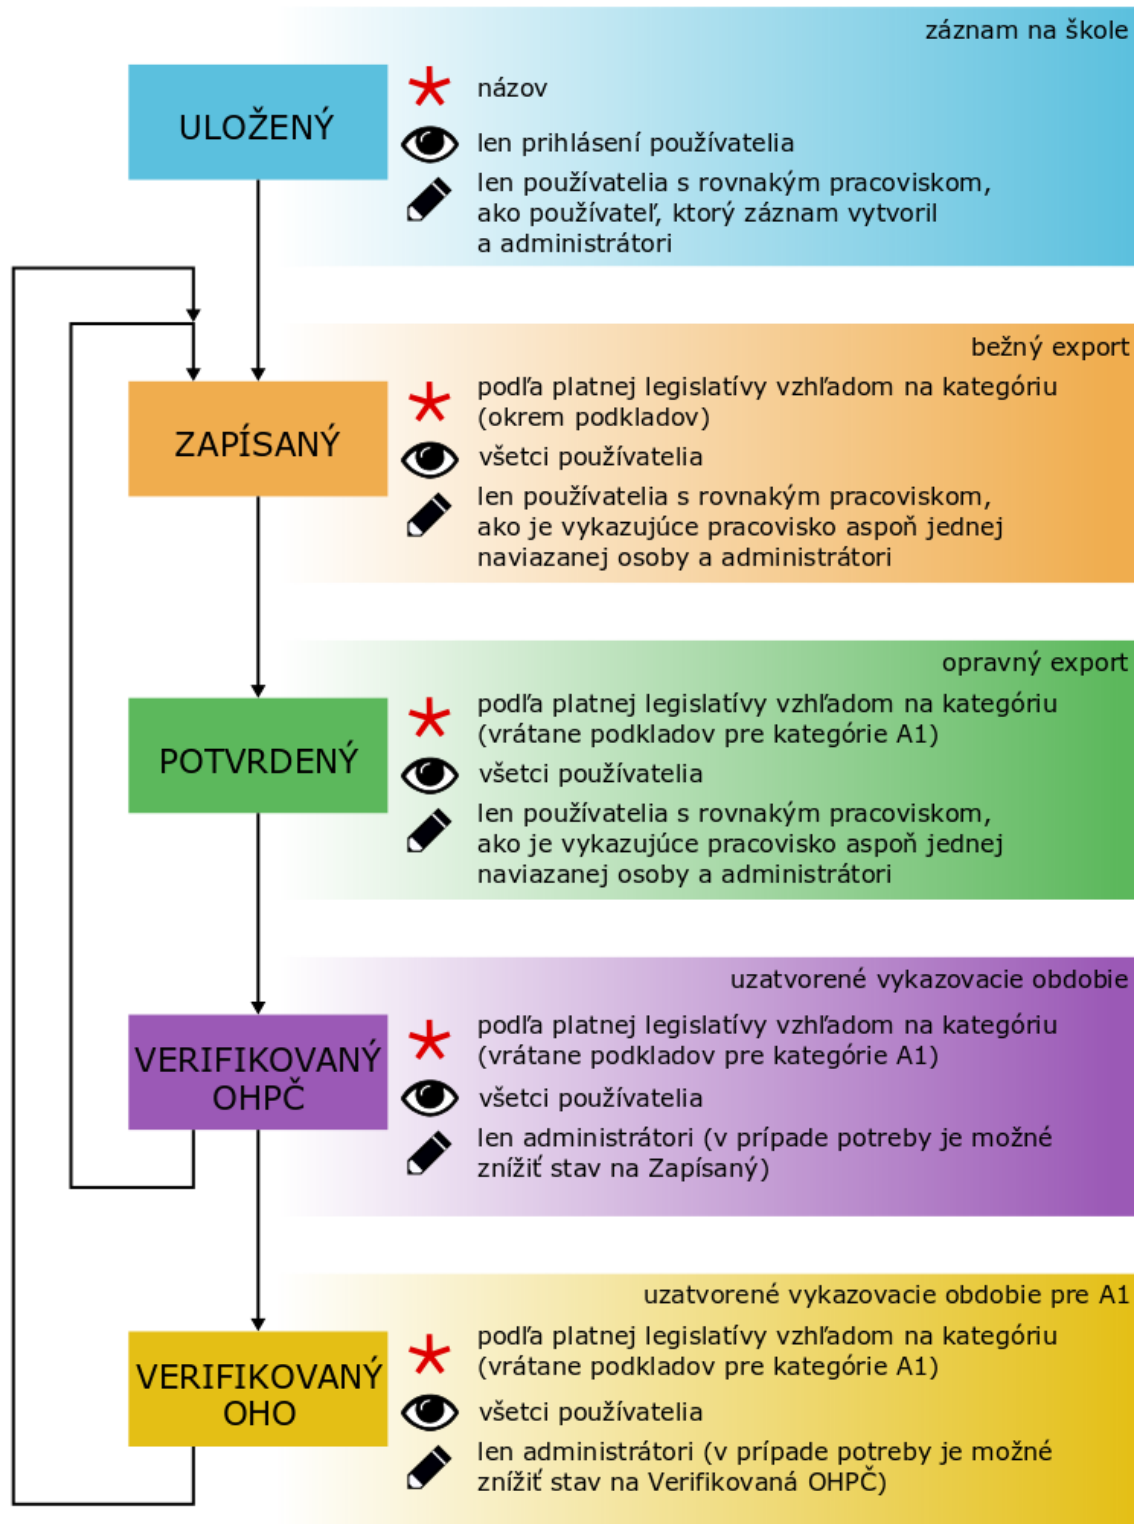 záznam na škole
ULOŽENÝ
názov
len prihlásení používatelia
len používatelia s rovnakým pracoviskom,
ako používateľ, ktorý záznam vytvoril
a administrátori
bežný export
ZAPÍSANÝ
podľa platnej legislatívy vzhľadom na kategóriu
(okrem podkladov)
všetci používatelia
len používatelia s rovnakým pracoviskom,
ako je vykazujúce pracovisko aspoň jednej
naviazanej osoby a administrátori
opravný export
POTVRDENÝ
podľa platnej legislatívy vzhľadom na kategóriu
(vrátane podkladov pre kategórie A1)
všetci používatelia
len používatelia s rovnakým pracoviskom,
ako je vykazujúce pracovisko aspoň jednej
naviazanej osoby a administrátori
uzatvorené vykazovacie obdobie
VERIFIKOVANÝ
OHPČ
podľa platnej legislatívy vzhľadom na kategóriu
(vrátane podkladov pre kategórie A1)
všetci používatelia
len administrátori (v prípade potreby je možné
znížiť stav na Zapísaný)
uzatvorené vykazovacie obdobie pre A1
VERIFIKOVANÝ
OHO
podľa platnej legislatívy vzhľadom na kategóriu
(vrátane podkladov pre kategórie A1)
všetci používatelia
len administrátori (v prípade potreby je možné
znížiť stav na Verifikovaná OHPČ)